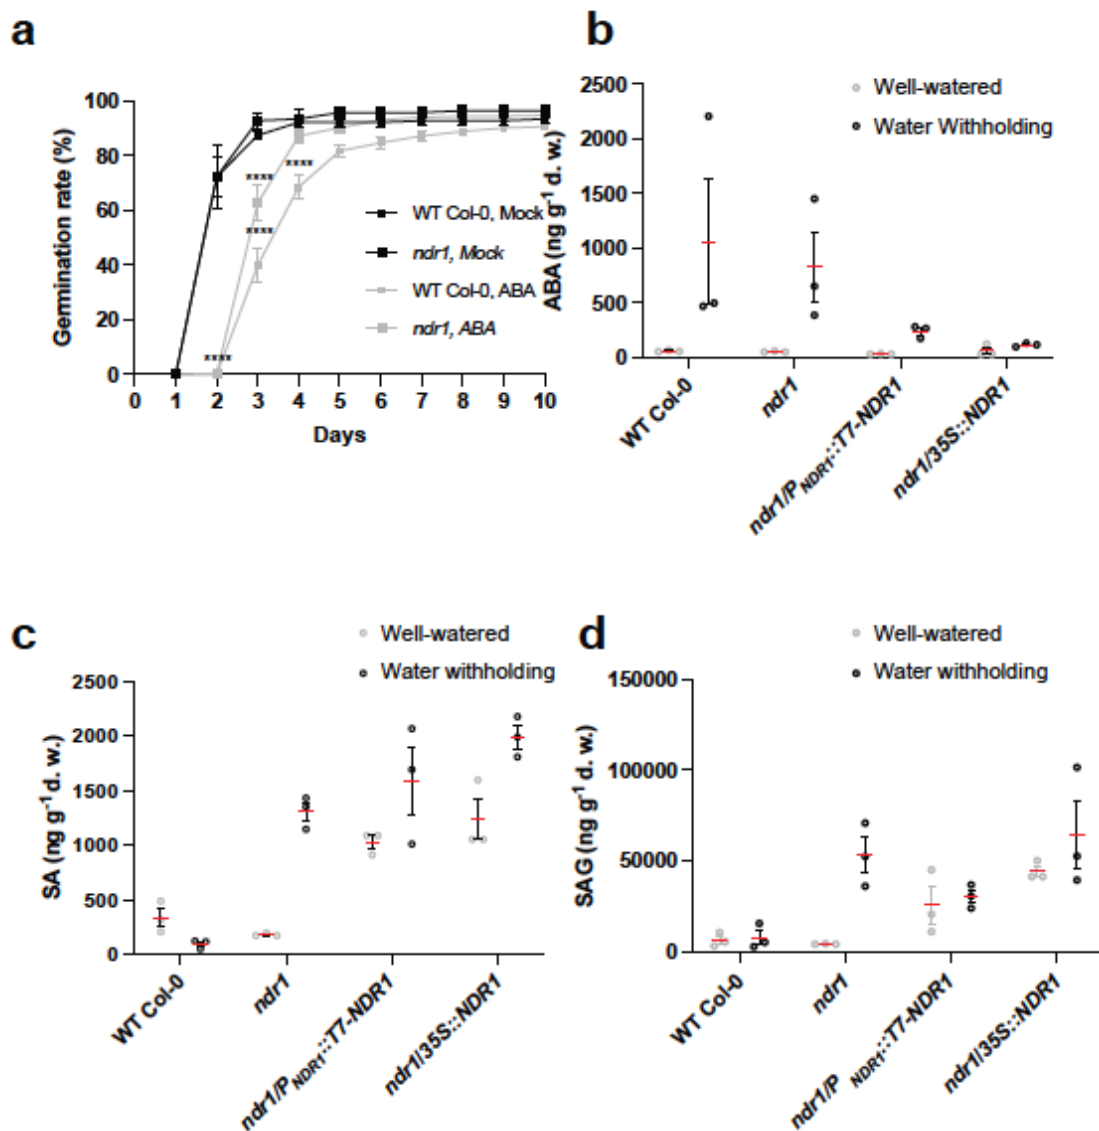 a
Germination rate (%)
100
80
60
40
20
0
0 1 2 3 4 5 6 7 8 9 10
Days
****
****
****
****
WT Col-0, Mock
ndr1, Mock
WT Col-0, ABA
ndr1, ABA
b
Well-watered
Water Withholding
ABA (ng g⁻¹ d. w.)
2500
2000
1500
1000
500
0
WT Col-0
ndr1
ndr1/P_NDR1::T7-NDR1
ndr1/35S::NDR1
c
Well-watered
Water withholding
SA (ng g⁻¹ d. w.)
2500
2000
1500
1000
500
0
WT Col-0
ndr1
ndr1/P_NDR1::T7-NDR1
ndr1/35S::NDR1
d
Well-watered
Water withholding
SAG (ng g⁻¹ d. w.)
150000
100000
50000
0
WT Col-0
ndr1
ndr1/P_NDR1::T7-NDR1
ndr1/35S::NDR1